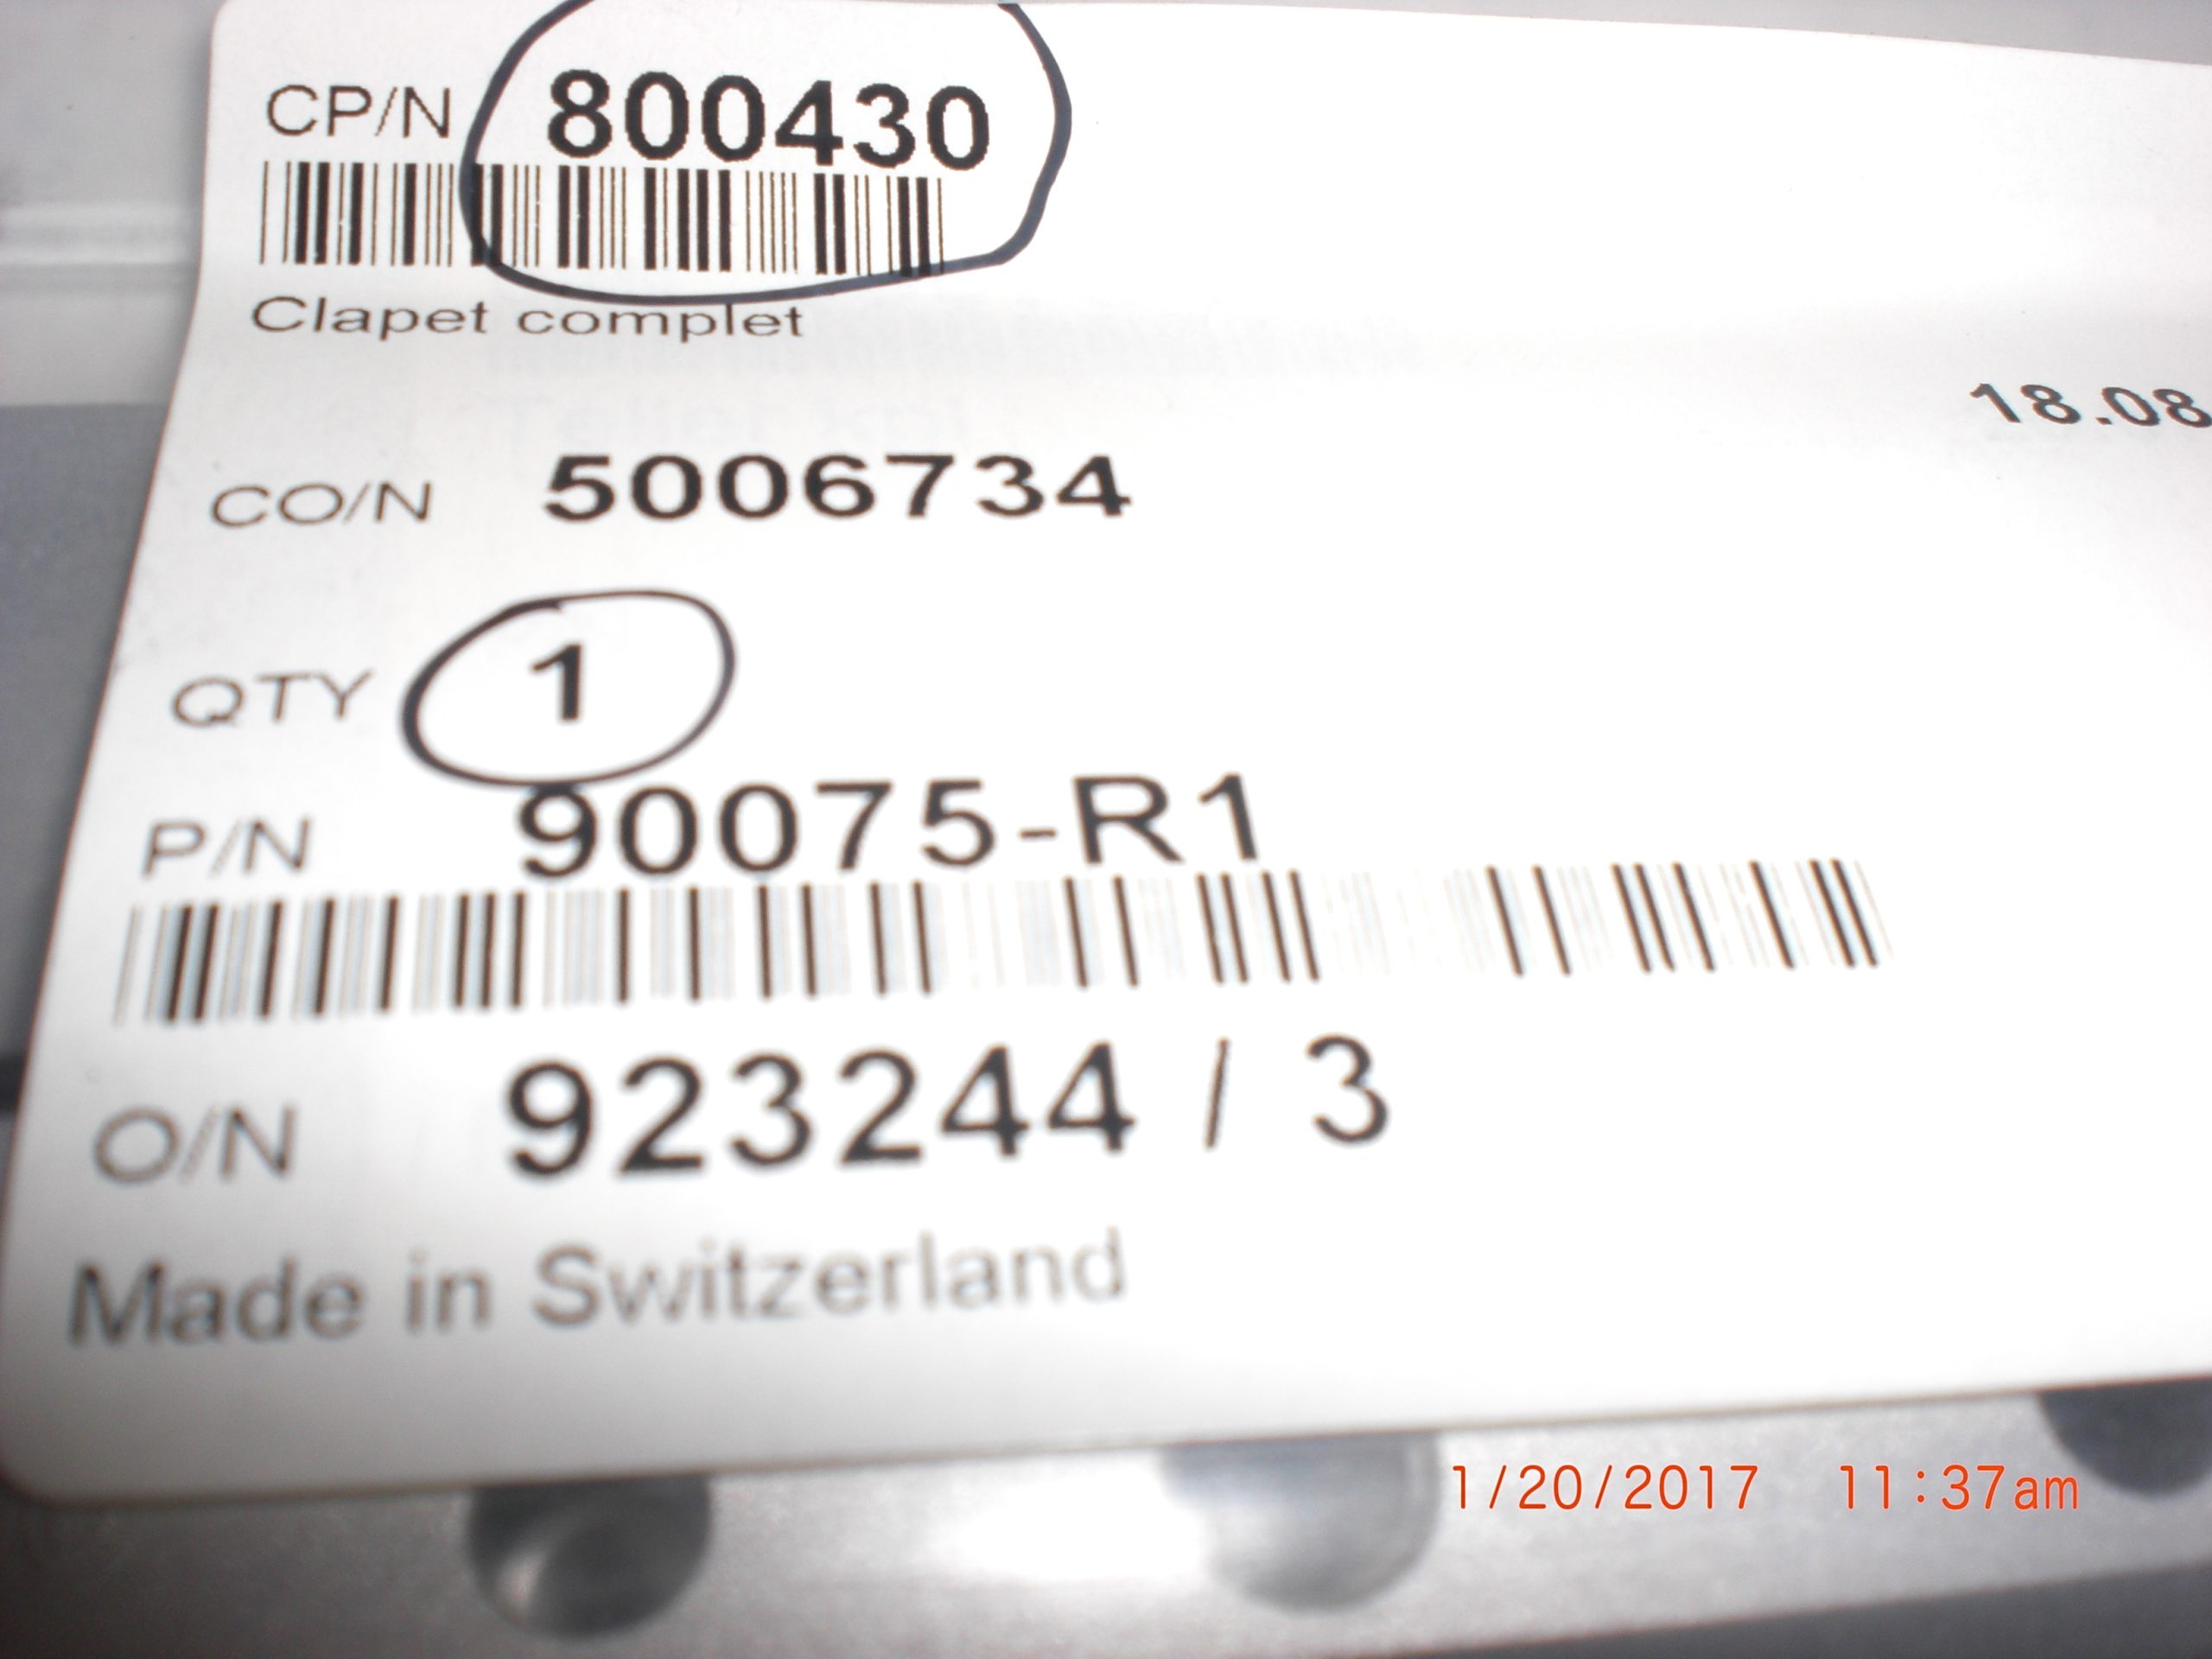 CP/N 800430
Clapet complet
18.08
CO/N 5006734
QTY 1
P/N 90075-R1
O/N 923244 / 3
Made in Switzerland
1/20/2017 11:37am